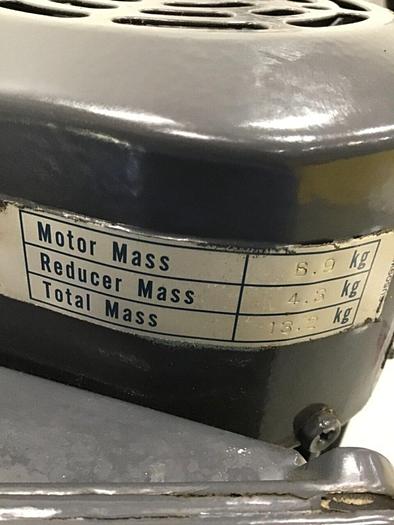 Motor Mass 8.9 kg
Reducer Mass 4.3 kg
Total Mass 13.2 kg